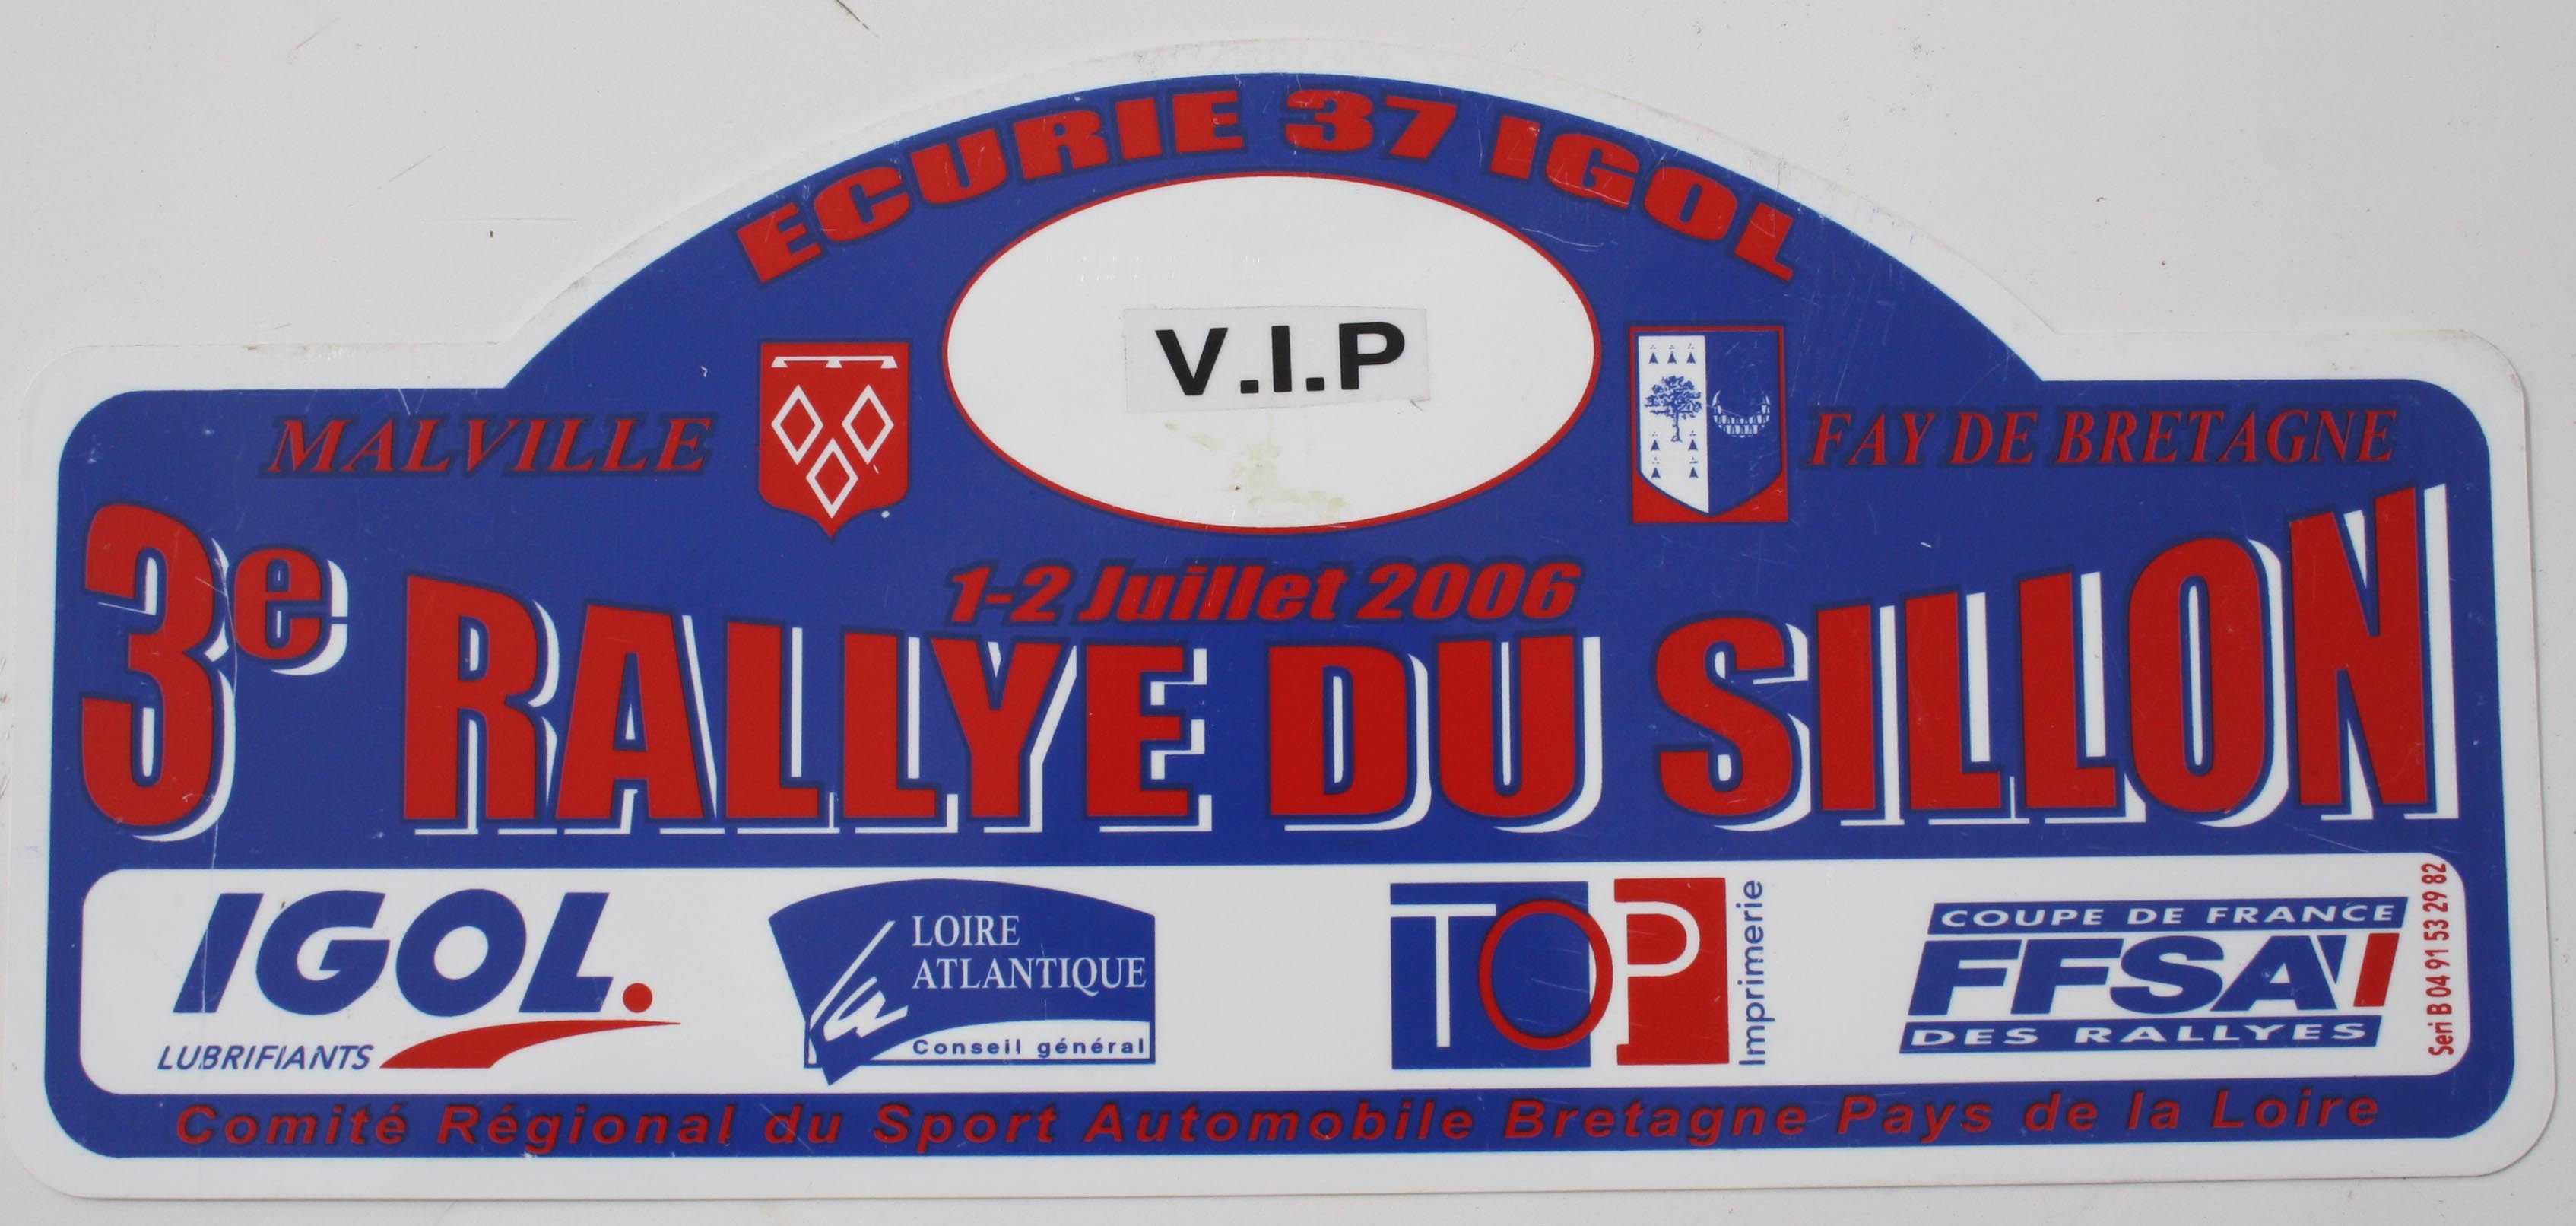 ECURIE 37 IGOL
V.I.P
MALVILLE
FAY DE BRETAGNE
1-2 Juillet 2006
3e RALLYE DU SILLON
IGOL.
LUBRIFIANTS
LOIRE
ATLANTIQUE
Conseil général
TOP
Imprimerie
COUPE DE FRANCE
FFSA
DES RALLYES
Seri B 04 91 53 29 82
Comité Régional du Sport Automobile Bretagne Pays de la Loire